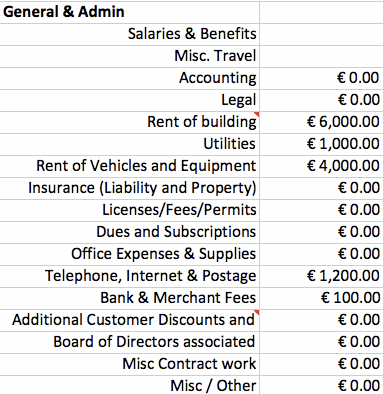 General & Admin
Salaries & Benefits
Misc. Travel
Accounting € 0.00
Legal € 0.00
Rent of building € 6,000.00
Utilities € 1,000.00
Rent of Vehicles and Equipment € 4,000.00
Insurance (Liability and Property) € 0.00
Licenses/Fees/Permits € 0.00
Dues and Subscriptions € 0.00
Office Expenses & Supplies € 0.00
Telephone, Internet & Postage € 1,200.00
Bank & Merchant Fees € 100.00
Additional Customer Discounts and € 0.00
Board of Directors associated € 0.00
Misc Contract work € 0.00
Misc / Other € 0.00